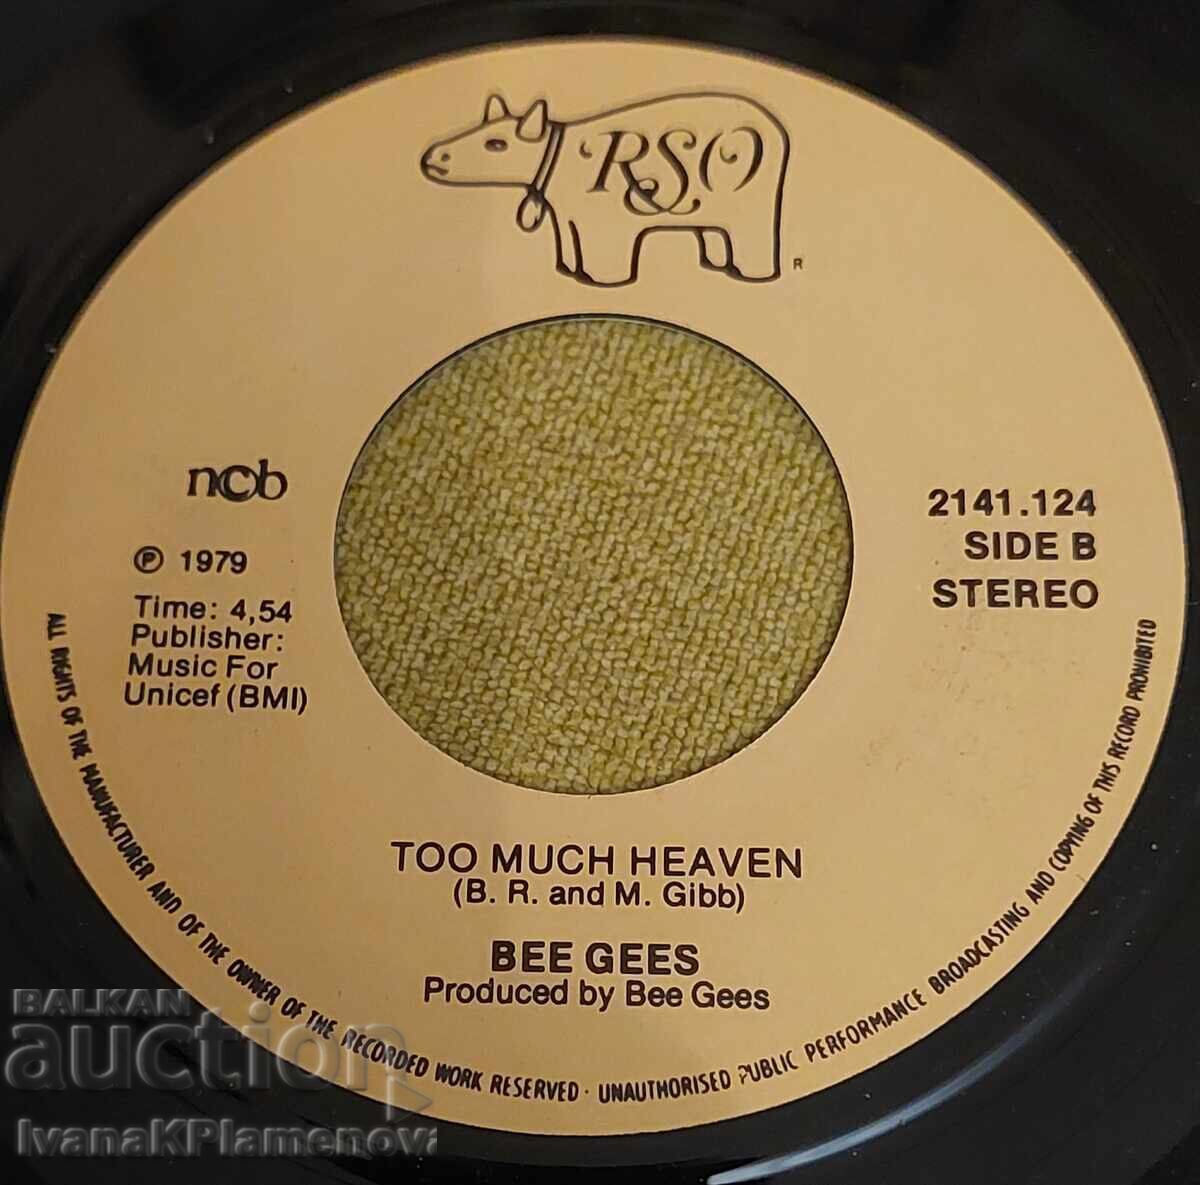 RSO
R
ncb
℗ 1979
Time: 4,54
Publisher:
Music For
Unicef (BMI)
2141.124
SIDE B
STEREO
TOO MUCH HEAVEN
(B. R. and M. Gibb)
BEE GEES
Produced by Bee Gees
ALL RIGHTS OF THE MANUFACTURER AND OF THE OWNER OF THE RECORDED WORK RESERVED · UNAUTHORISED PUBLIC PERFORMANCE BROADCASTING AND COPYING OF THIS RECORD PROHIBITED
BALKAN
auction
IvanaKPlamenova